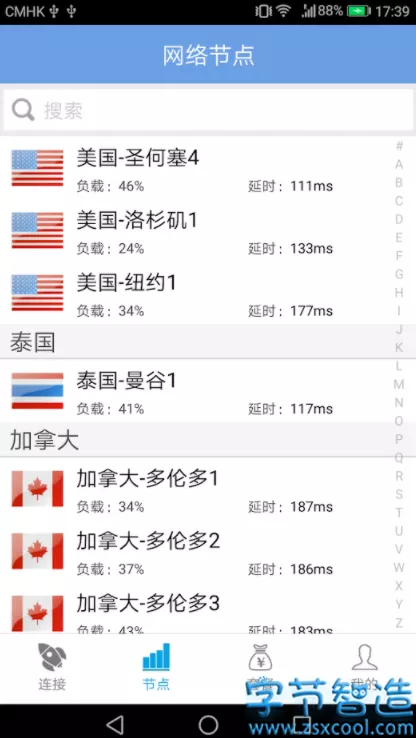 CMHK 88% 17:39
网络节点
搜索
美国-圣何塞4
负载：46% 延时：111ms
美国-洛杉矶1
负载：24% 延时：133ms
美国-纽约1
负载：34% 延时：177ms
泰国
泰国-曼谷1
负载：41% 延时：117ms
加拿大
加拿大-多伦多1
负载：34% 延时：187ms
加拿大-多伦多2
负载：37% 延时：186ms
加拿大-多伦多3
负载：43% 延时：183ms
#
A
B
C
D
E
F
G
H
I
J
K
L
M
N
O
P
Q
R
S
T
U
V
W
X
Y
Z
连接 节点 套餐 我的
字节智造
www.zsxcool.com